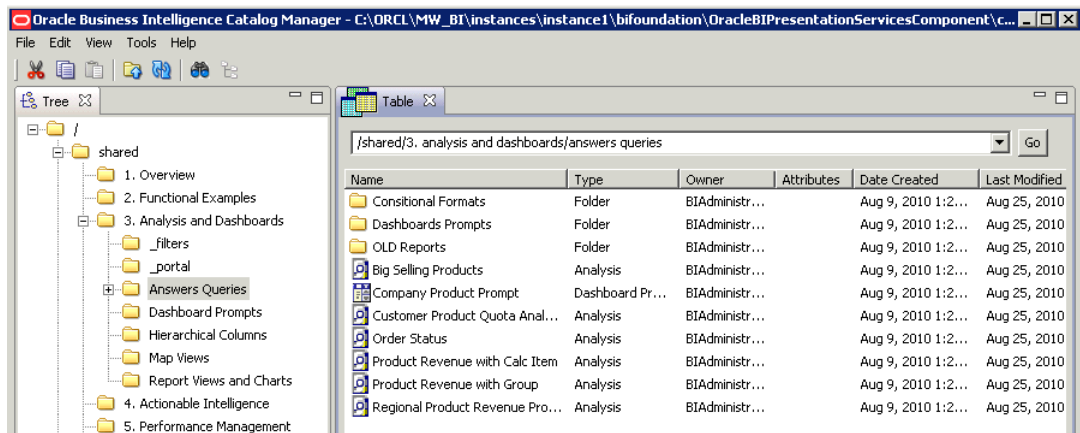 Oracle Business Intelligence Catalog Manager - C:\ORCL\MW_BI\instances\instance1\bifoundation\OracleBIPresentationServicesComponent\c...
File Edit View Tools Help
Tree
/
shared
1. Overview
2. Functional Examples
3. Analysis and Dashboards
_filters
_portal
Answers Queries
Dashboard Prompts
Hierarchical Columns
Map Views
Report Views and Charts
4. Actionable Intelligence
5. Performance Management
Table
/shared/3. analysis and dashboards/answers queries Go
Name Type Owner Attributes Date Created Last Modified
Consitional Formats Folder BIAdministr... Aug 9, 2010 1:2... Aug 25, 2010
Dashboards Prompts Folder BIAdministr... Aug 9, 2010 1:2... Aug 25, 2010
OLD Reports Folder BIAdministr... Aug 9, 2010 1:2... Aug 25, 2010
Big Selling Products Analysis BIAdministr... Aug 9, 2010 1:2... Aug 25, 2010
Company Product Prompt Dashboard Pr... BIAdministr... Aug 9, 2010 1:2... Aug 25, 2010
Customer Product Quota Anal... Analysis BIAdministr... Aug 9, 2010 1:2... Aug 25, 2010
Order Status Analysis BIAdministr... Aug 9, 2010 1:2... Aug 25, 2010
Product Revenue with Calc Item Analysis BIAdministr... Aug 9, 2010 1:2... Aug 25, 2010
Product Revenue with Group Analysis BIAdministr... Aug 9, 2010 1:2... Aug 25, 2010
Regional Product Revenue Pro... Analysis BIAdministr... Aug 9, 2010 1:2... Aug 25, 2010